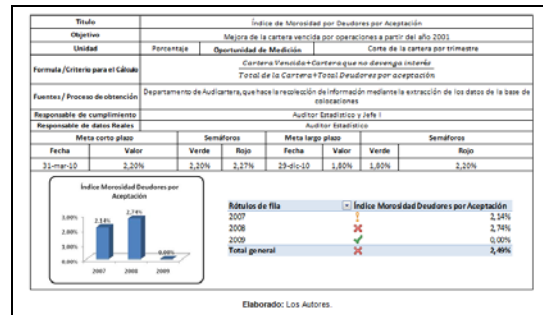 Título Índice de Morosidad por Deudores por Aceptación
Objetivo Mejora de la cartera vencida por operaciones a partir del año 2001
Unidad Porcentaje Oportunidad de Medición Corte de la cartera por trimestre
Formula /Criterio para el Cálculo Cartera Vencida+Cartera que no devenga interés
Total de la Cartera+Total Deudores por aceptación
Fuentes / Proceso de obtención Departamento de Audicartera, que hace la recolección de información mediante la extracción de los datos de la base de
colocaciones
Responsable de cumplimiento Auditor Estadístico y Jefe I
Responsable de datos Reales Auditor Estadístico
Meta corto plazo Semáforos Meta largo plazo Semáforos
Fecha Valor Verde Rojo Fecha Valor Verde Rojo
31-mar-10 2,20% 2,20% 2,27% 29-dic-10 1,80% 1,80% 2,20%
Índice Morosidad Deudores por
Aceptación
3,00%
2,00%
1,00%
0,00%
2,14%
2,74%
0,00%
2007 2008 2009
Rótulos de fila Índice Morosidad Deudores por Aceptación
2007 2,14%
2008 2,74%
2009 0,00%
Total general 2,49%
Elaborado: Los Autores.